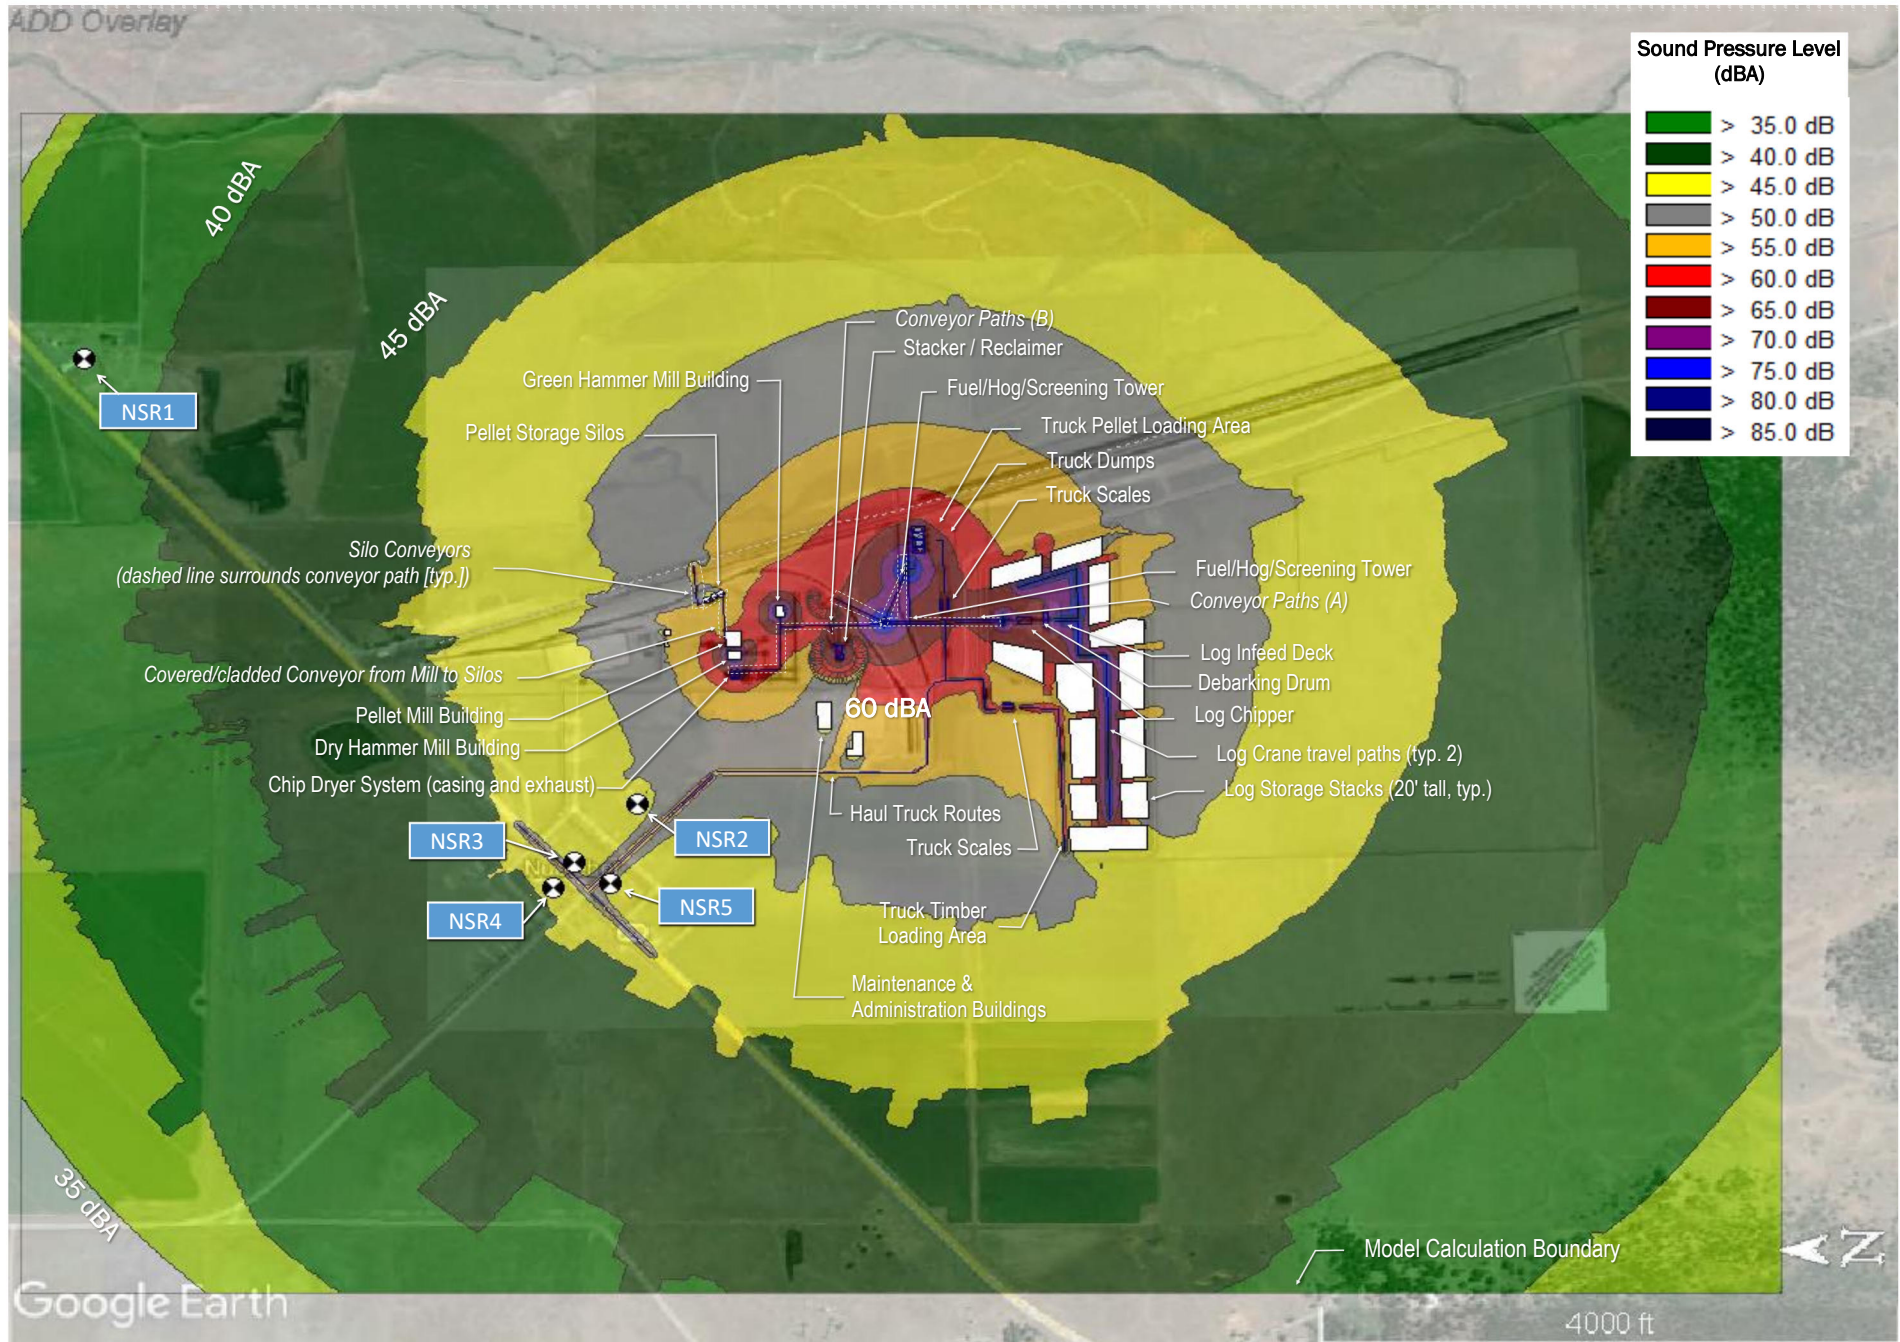 ADD Overlay
Sound Pressure Level
(dBA)
> 35.0 dB
> 40.0 dB
> 45.0 dB
> 50.0 dB
> 55.0 dB
> 60.0 dB
> 65.0 dB
> 70.0 dB
> 75.0 dB
> 80.0 dB
> 85.0 dB
40 dBA
45 dBA
NSR1
Conveyor Paths (B)
Stacker / Reclaimer
Green Hammer Mill Building
Fuel/Hog/Screening Tower
Pellet Storage Silos
Truck Pellet Loading Area
Truck Dumps
Truck Scales
Silo Conveyors
(dashed line surrounds conveyor path [typ.])
Fuel/Hog/Screening Tower
Conveyor Paths (A)
Covered/cladded Conveyor from Mill to Silos
Log Infeed Deck
Debarking Drum
Pellet Mill Building
60 dBA
Log Chipper
Dry Hammer Mill Building
Log Crane travel paths (typ. 2)
Chip Dryer System (casing and exhaust)
Log Storage Stacks (20' tall, typ.)
Haul Truck Routes
NSR3
NSR2
Truck Scales
NSR4
NSR5
Truck Timber
Loading Area
Maintenance &
Administration Buildings
35 dBA
Model Calculation Boundary
Z
Google Earth
4000 ft